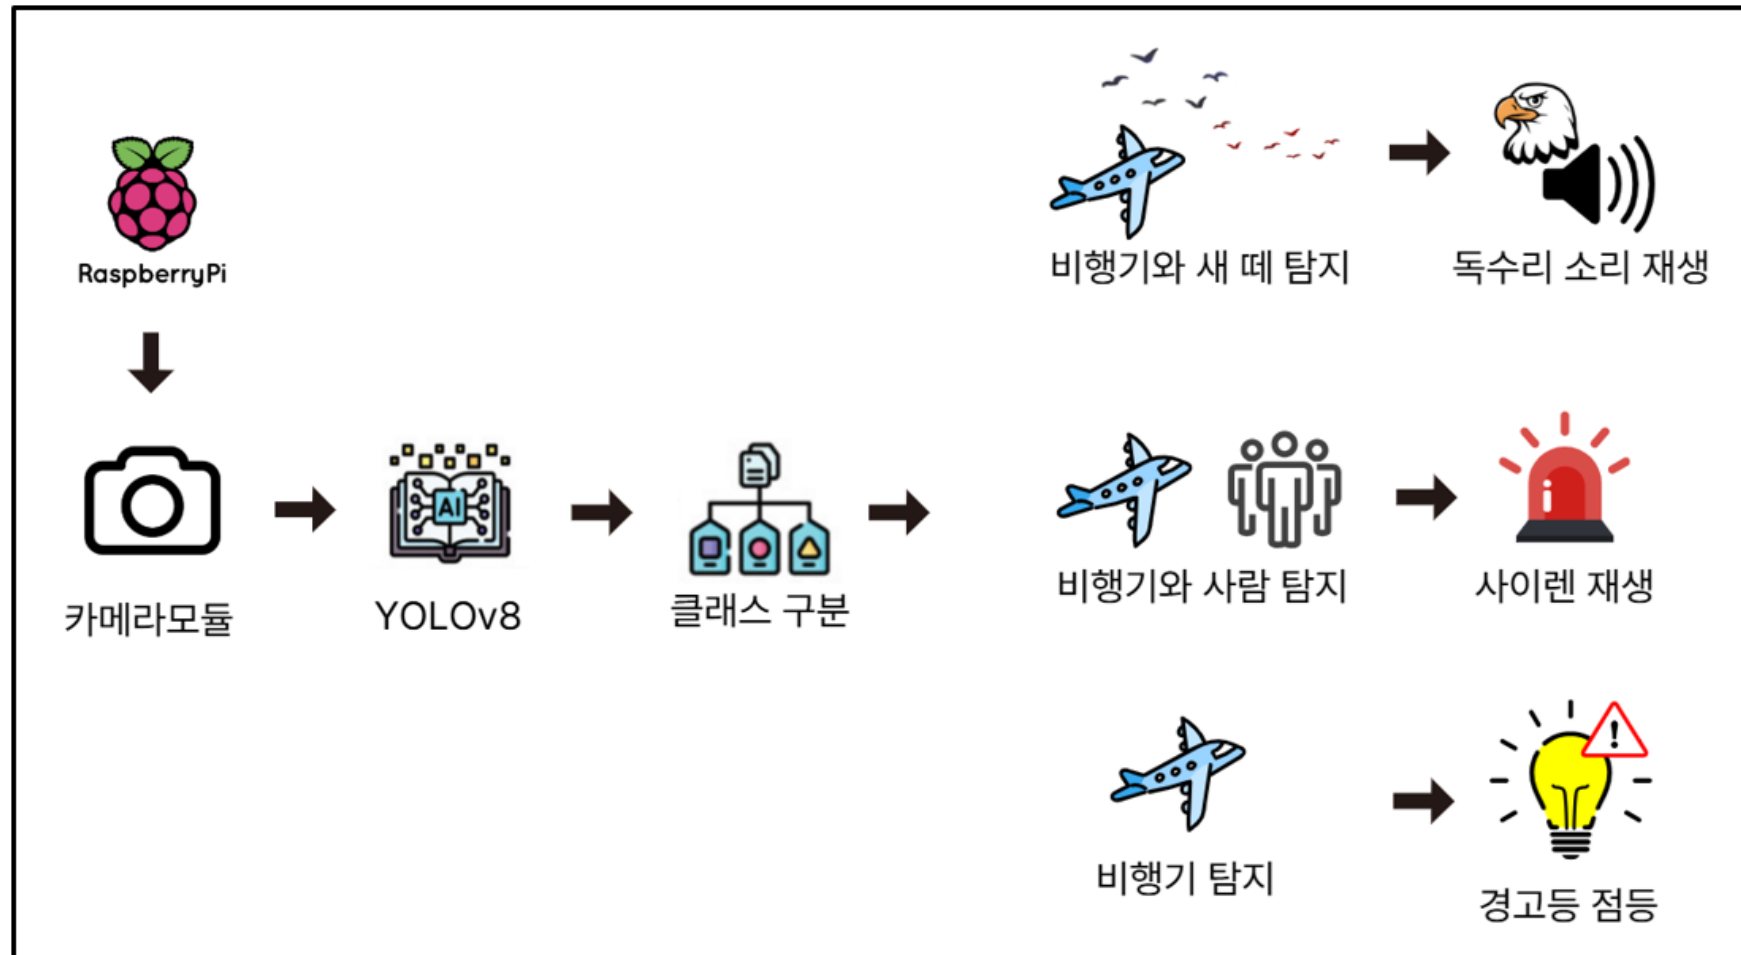 RaspberryPi
카메라모듈
AI
YOLOv8
클래스 구분
비행기와 새 떼 탐지
독수리 소리 재생
비행기와 사람 탐지
i
사이렌 재생
비행기 탐지
!
경고등 점등